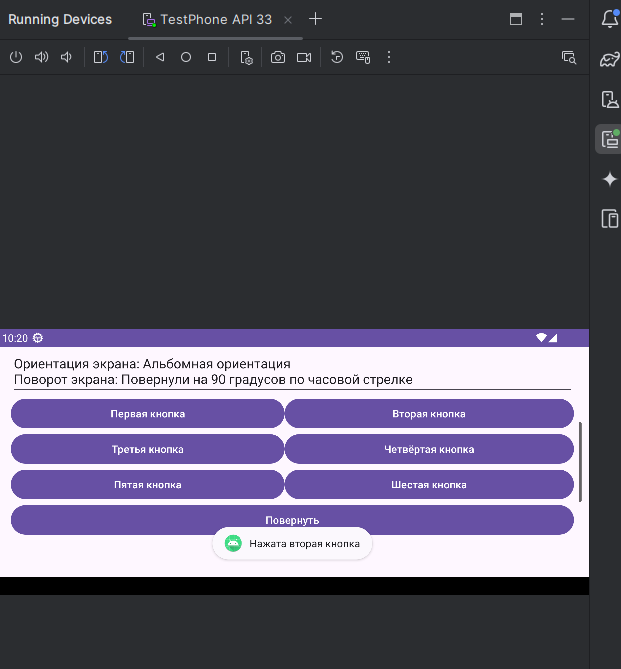 Running Devices TestPhone API 33
10:20
Ориентация экрана: Альбомная ориентация
Поворот экрана: Повернули на 90 градусов по часовой стрелке
Первая кнопка Вторая кнопка
Третья кнопка Четвёртая кнопка
Пятая кнопка Шестая кнопка
Повернуть
Нажата вторая кнопка